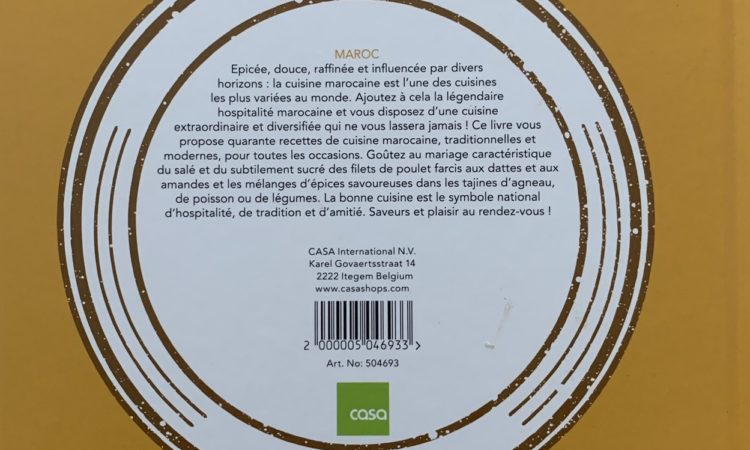 MAROC
Epicée, douce, raffinée et influencée par divers
horizons : la cuisine marocaine est l'une des cuisines
les plus variées au monde. Ajoutez à cela la légendaire
hospitalité marocaine et vous disposez d'une cuisine
extraordinaire et diversifiée qui ne vous lassera jamais ! Ce livre vous
propose quarante recettes de cuisine marocaine, traditionnelles et
modernes, pour toutes les occasions. Goûtez au mariage caractéristique
du salé et du subtilement sucré des filets de poulet farcis aux dattes et aux
amandes et les mélanges d'épices savoureuses dans les tajines d'agneau,
de poisson ou de légumes. La bonne cuisine est le symbole national
d'hospitalité, de tradition et d'amitié. Saveurs et plaisir au rendez-vous !
CASA International N.V.
Karel Govaertsstraat 14
2222 Itegem Belgium
www.casashops.com
2 000005 046933 >
Art. No: 504693
casa